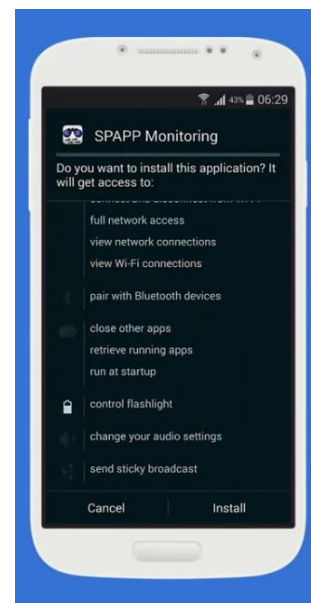 43% 06:29
SPAPP Monitoring
Do you want to install this application? It
will get access to:
full network access
view network connections
view Wi-Fi connections
pair with Bluetooth devices
close other apps
retrieve running apps
run at startup
control flashlight
change your audio settings
send sticky broadcast
Cancel Install